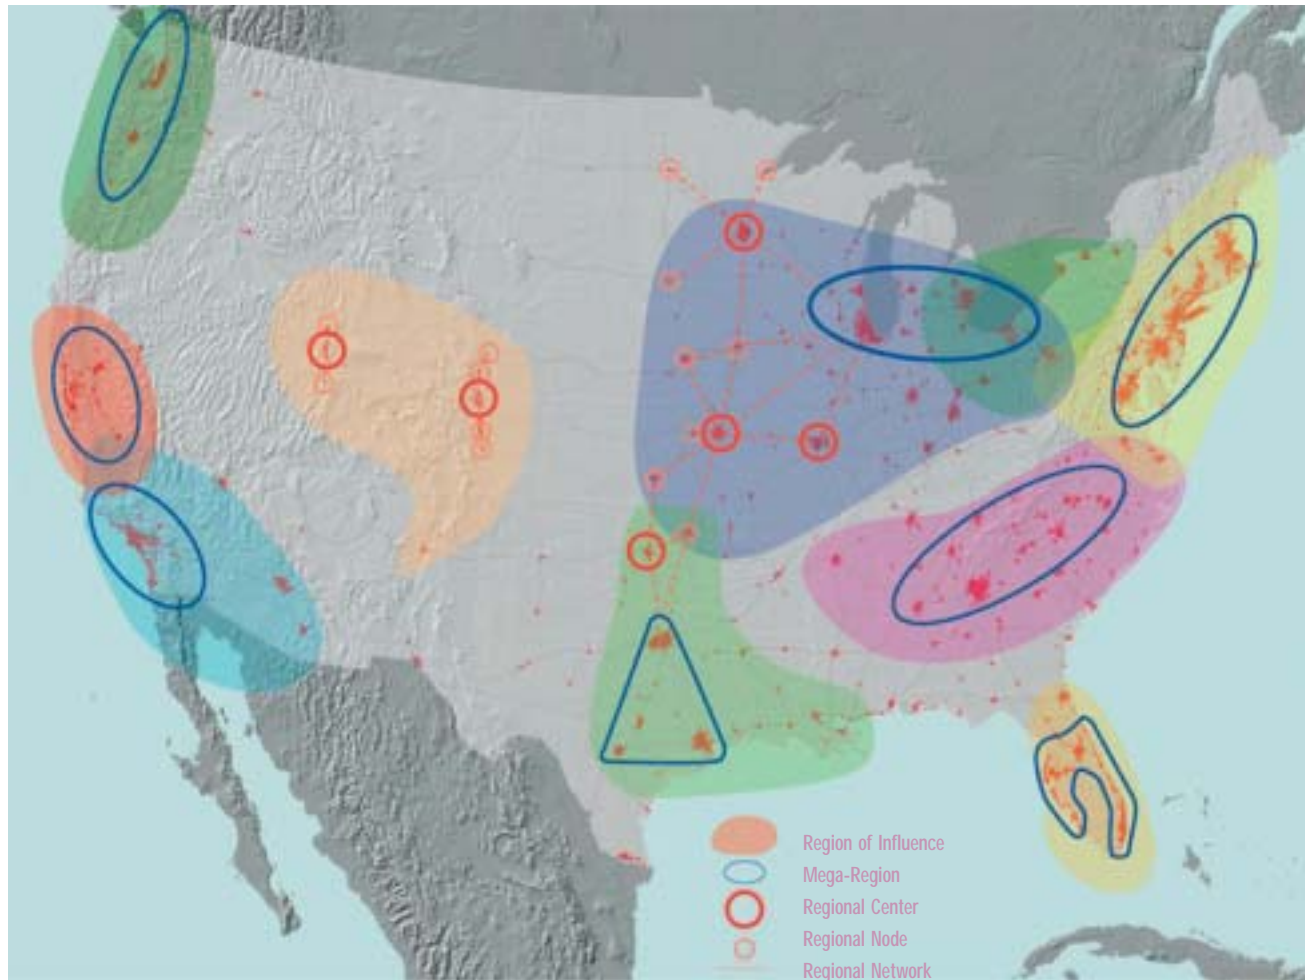 Region of Influence
Mega-Region
Regional Center
Regional Node
Regional Network